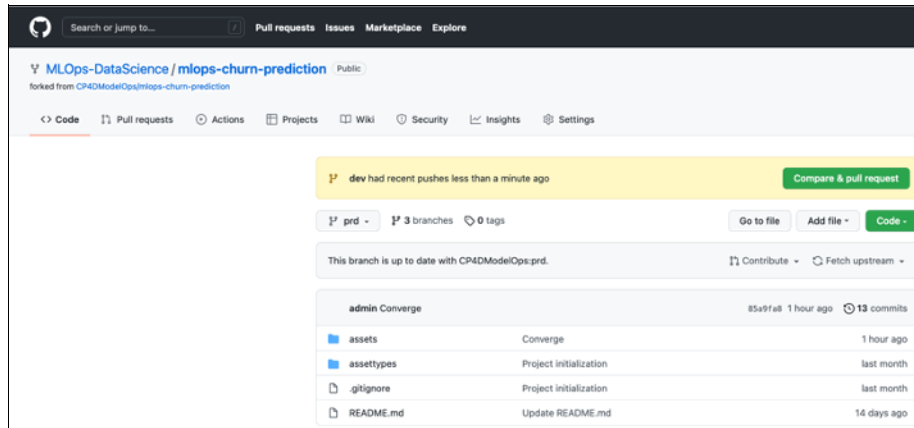 Search or jump to... /
Pull requests Issues Marketplace Explore
MLOps-DataScience / mlops-churn-prediction Public
forked from CP4DModelOps/mlops-churn-prediction
<> Code Pull requests Actions Projects Wiki Security Insights Settings
dev had recent pushes less than a minute ago Compare & pull request
prd 3 branches 0 tags Go to file Add file Code
This branch is up to date with CP4DModelOps:prd. Contribute Fetch upstream
admin Converge 85a9fa8 1 hour ago 13 commits
assets Converge 1 hour ago
assettypes Project initialization last month
.gitignore Project initialization last month
README.md Update README.md 14 days ago